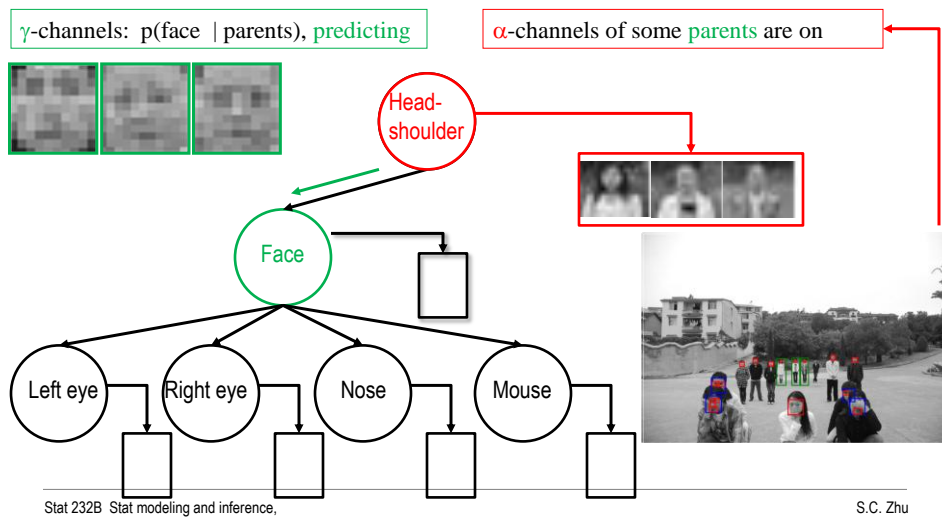 γ-channels: p(face | parents), predicting
α-channels of some parents are on
Head-
shoulder
Face
Left eye
Right eye
Nose
Mouse
Stat 232B Stat modeling and inference,
S.C. Zhu